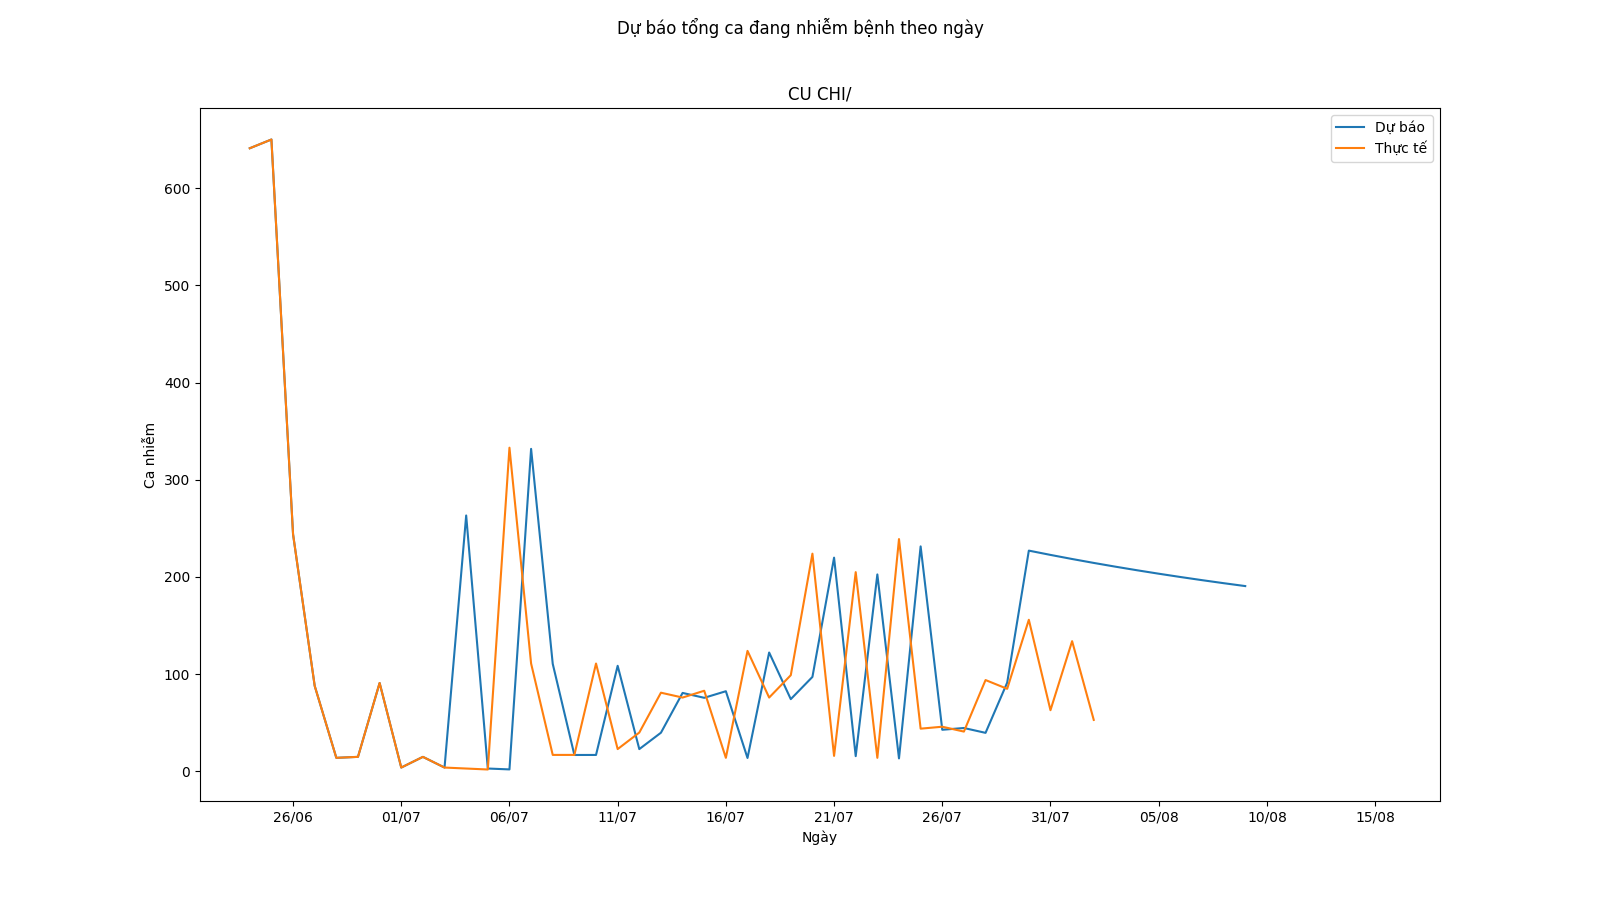 Dự báo tổng ca đang nhiễm bệnh theo ngày
CU CHI/
Dự báo
Thực tế
600
500
400
300
200
100
0
Ca nhiễm
26/06 01/07 06/07 11/07 16/07 21/07 26/07 31/07 05/08 10/08 15/08
Ngày